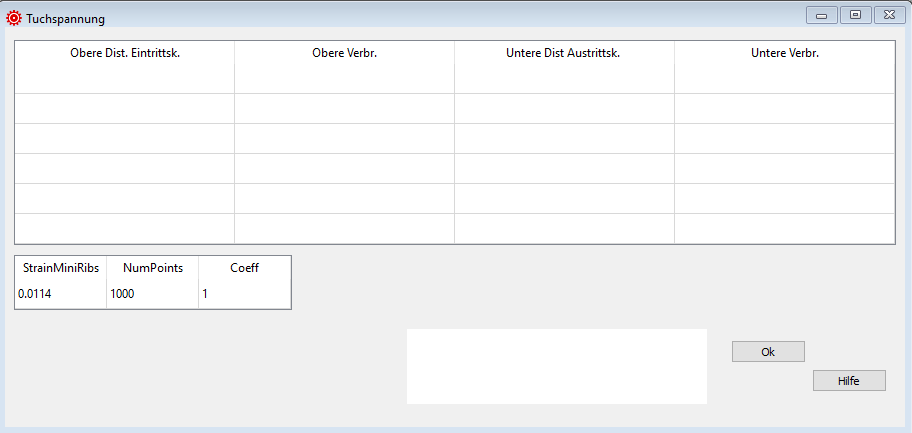 Tuchspannung
Obere Dist. Eintrittsk. Obere Verbr. Untere Dist Austrittsk. Untere Verbr.
StrainMiniRibs NumPoints Coeff
0.0114 1000 1
Ok
Hilfe